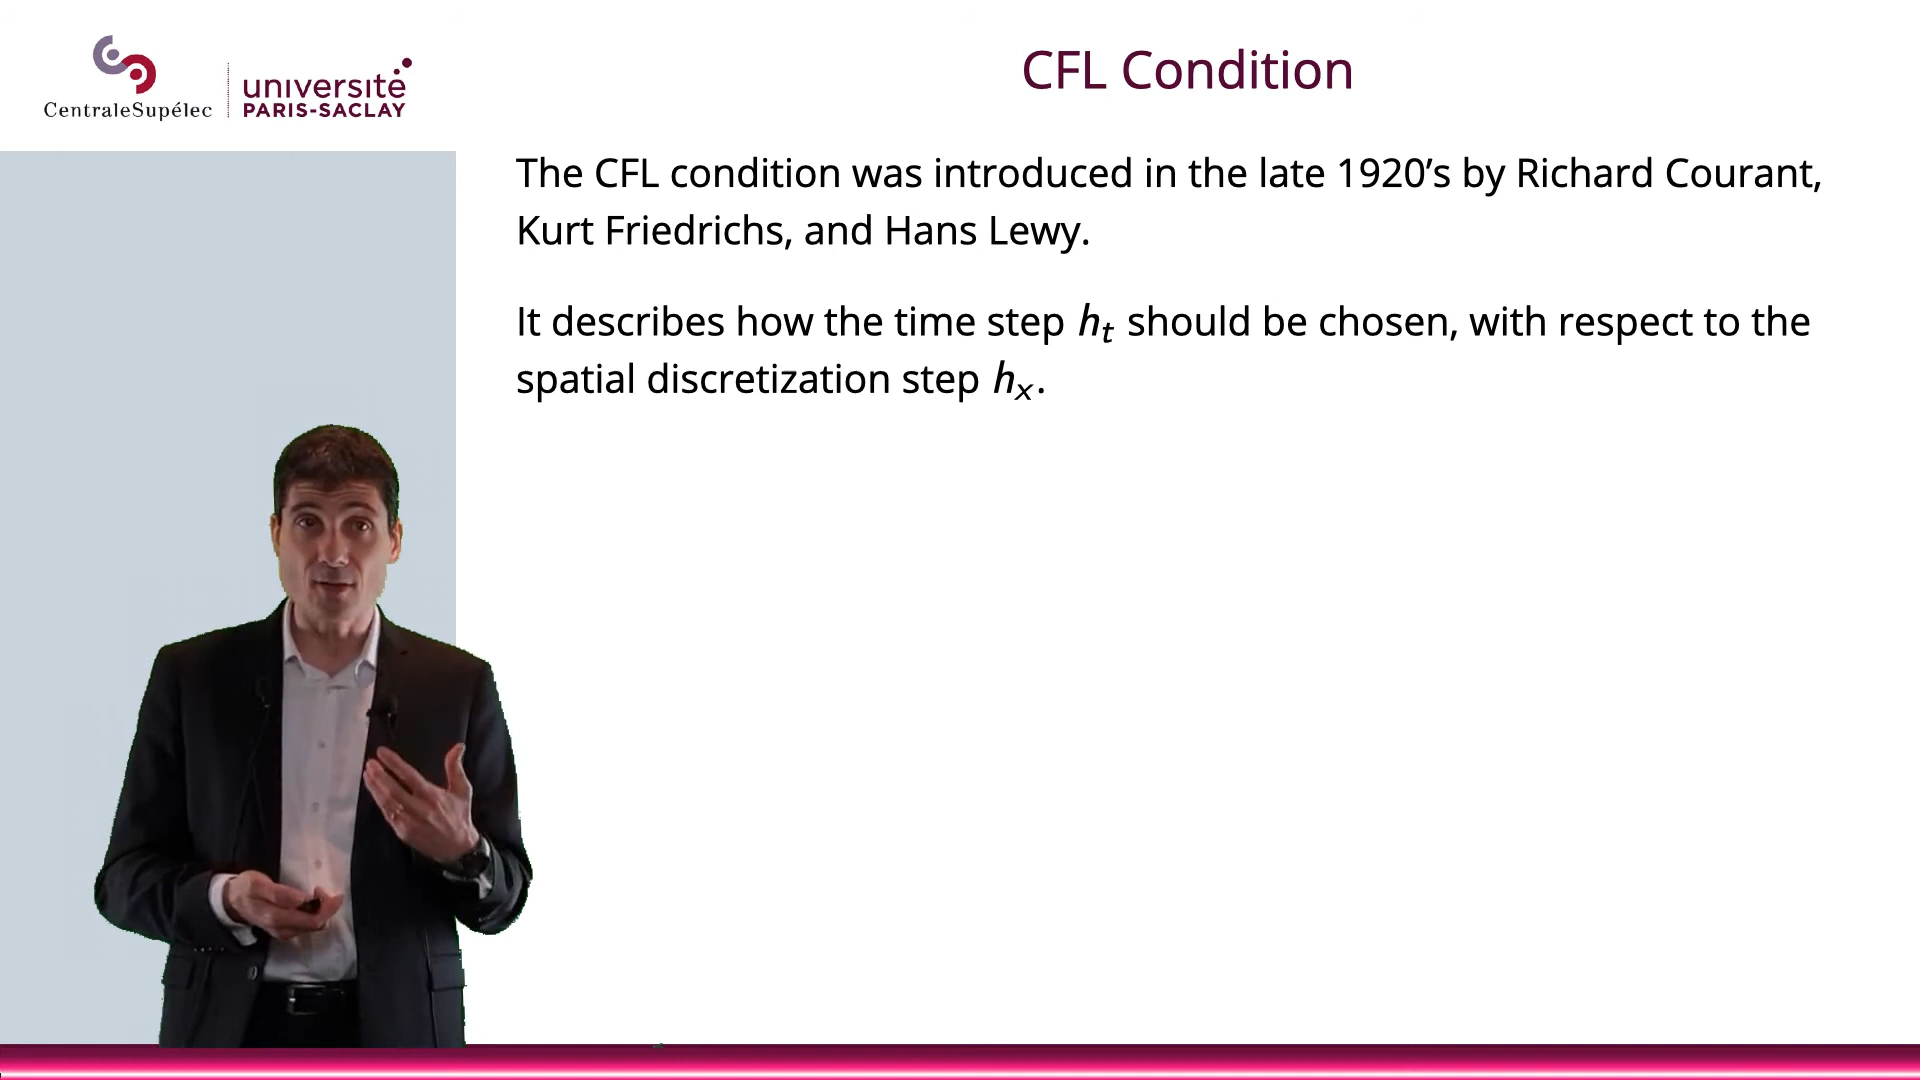 CentraleSupélec
université
PARIS-SACLAY
CFL Condition
The CFL condition was introduced in the late 1920’s by Richard Courant,
Kurt Friedrichs, and Hans Lewy.
It describes how the time step h_t should be chosen, with respect to the
spatial discretization step h_x.